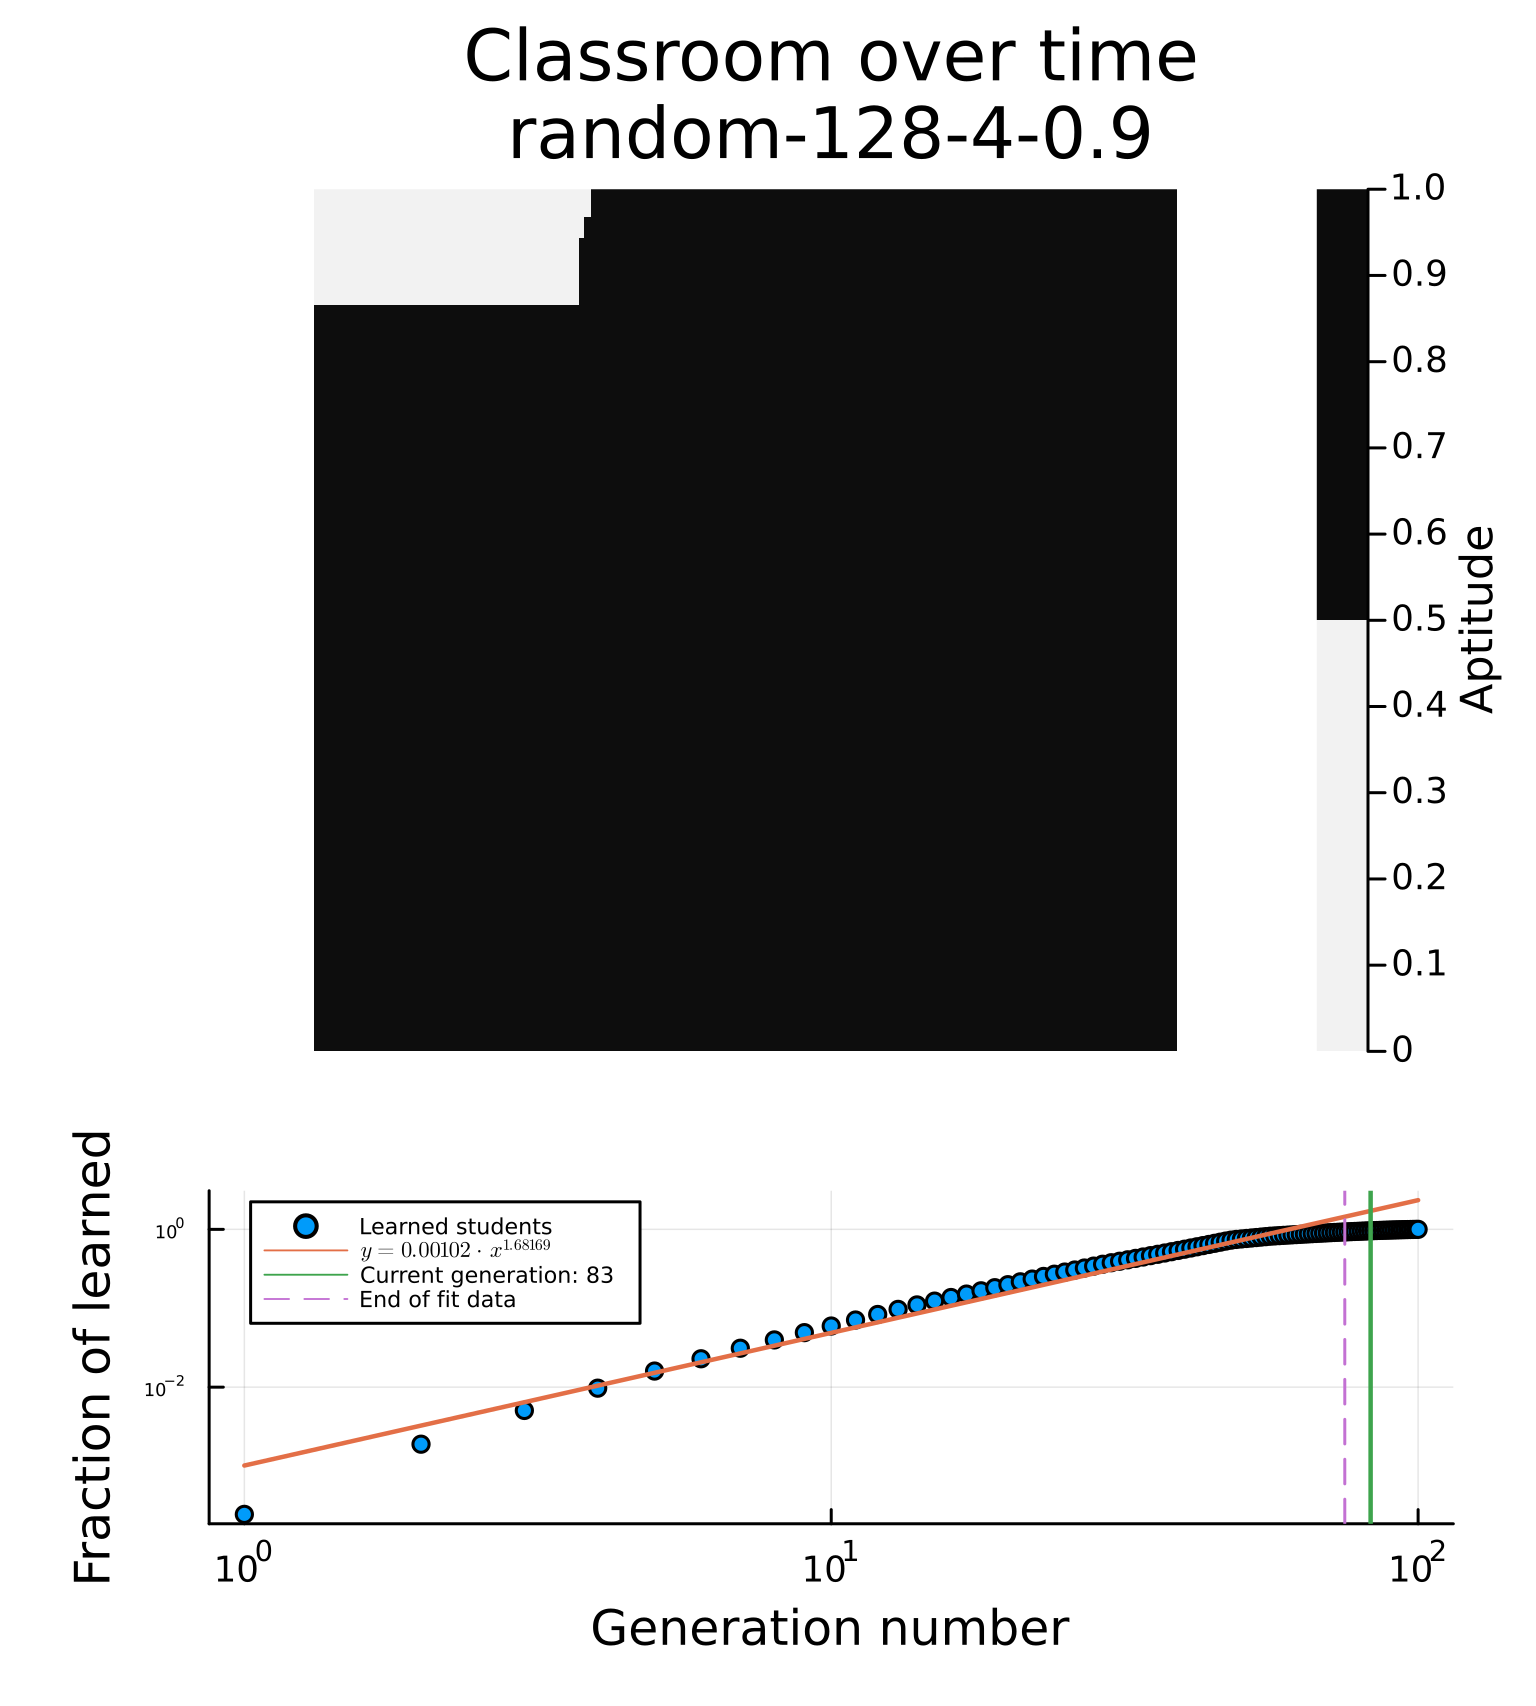 Classroom over time
random-128-4-0.9
1.0
0.9
0.8
0.7
0.6
0.5
0.4
0.3
0.2
0.1
0
Aptitude
Fraction of learned
10^0
10^-2
Learned students
y = 0.00102 · x^1.68169
Current generation: 83
End of fit data
10^0
10^1
10^2
Generation number